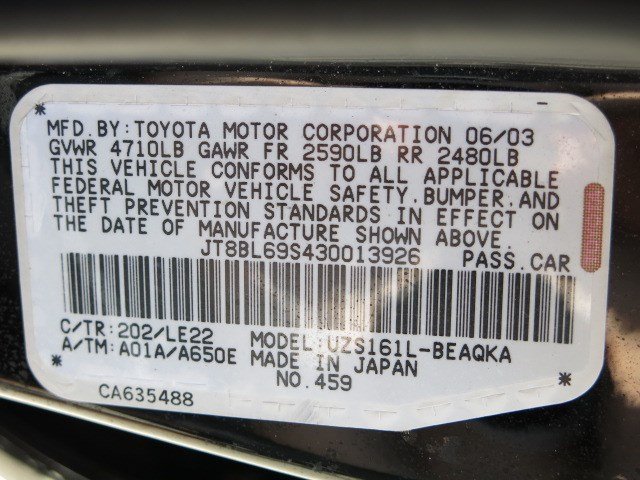 MFD. BY: TOYOTA MOTOR CORPORATION 06/03
GVWR 4710LB GAWR FR 2590LB RR 2480LB
THIS VEHICLE CONFORMS TO ALL APPLICABLE
FEDERAL MOTOR VEHICLE SAFETY, BUMPER, AND
THEFT PREVENTION STANDARDS IN EFFECT ON
THE DATE OF MANUFACTURE SHOWN ABOVE.
JT8BL69S430013926 PASS. CAR
C/TR: 202/LE22 MODEL: UZS161L-BEAQKA
A/TM: A01A/A650E MADE IN JAPAN
NO. 459
CA635488